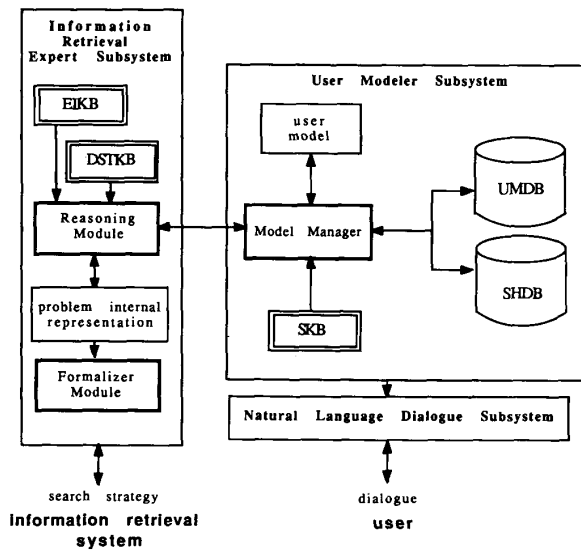 Information
Retrieval
Expert Subsystem
EIKB
DSTKB
Reasoning
Module
problem internal
representation
Formalizer
Module
search strategy
information retrieval
system
User Modeler Subsystem
user
model
Model Manager
SKB
UMDB
SHDB
Natural Language Dialogue Subsystem
dialogue
user